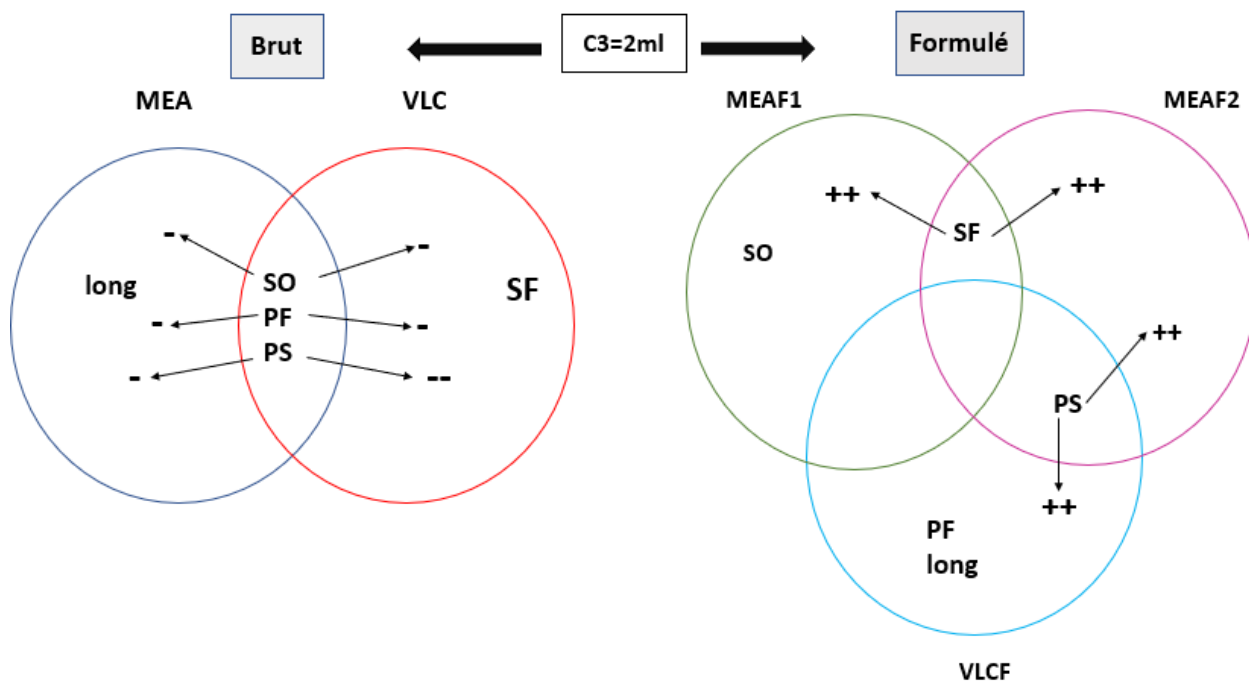 Brut
C3=2ml
Formulé
MEA
VLC
MEAF1
MEAF2
-
SO
-
long
SF
-
PF
-
-
PS
--
++
SF
++
SO
PS
++
++
PF
long
VLCF